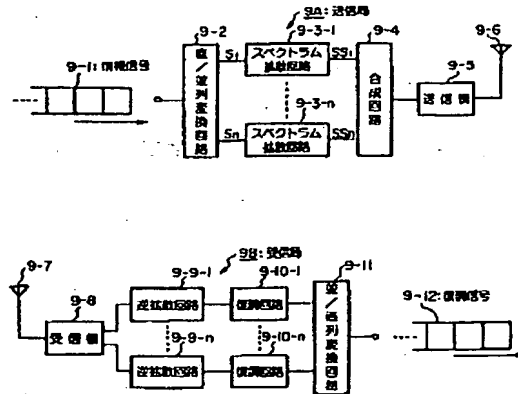 9A:送信局
9-2
9-3-1
9-4
9-6
9-1:情報信号
直/並列変換回路
S1
スペクトラム拡散回路
SS1
合成回路
9-5
送信機
9-3-n
Sn
スペクトラム拡散回路
SSn
9B:受信局
9-7
9-8
9-9-1
9-10-1
9-11
受信機
逆拡散回路
復調回路
並/直列変換回路
9-12:復調信号
9-9-n
9-10-n
逆拡散回路
復調回路